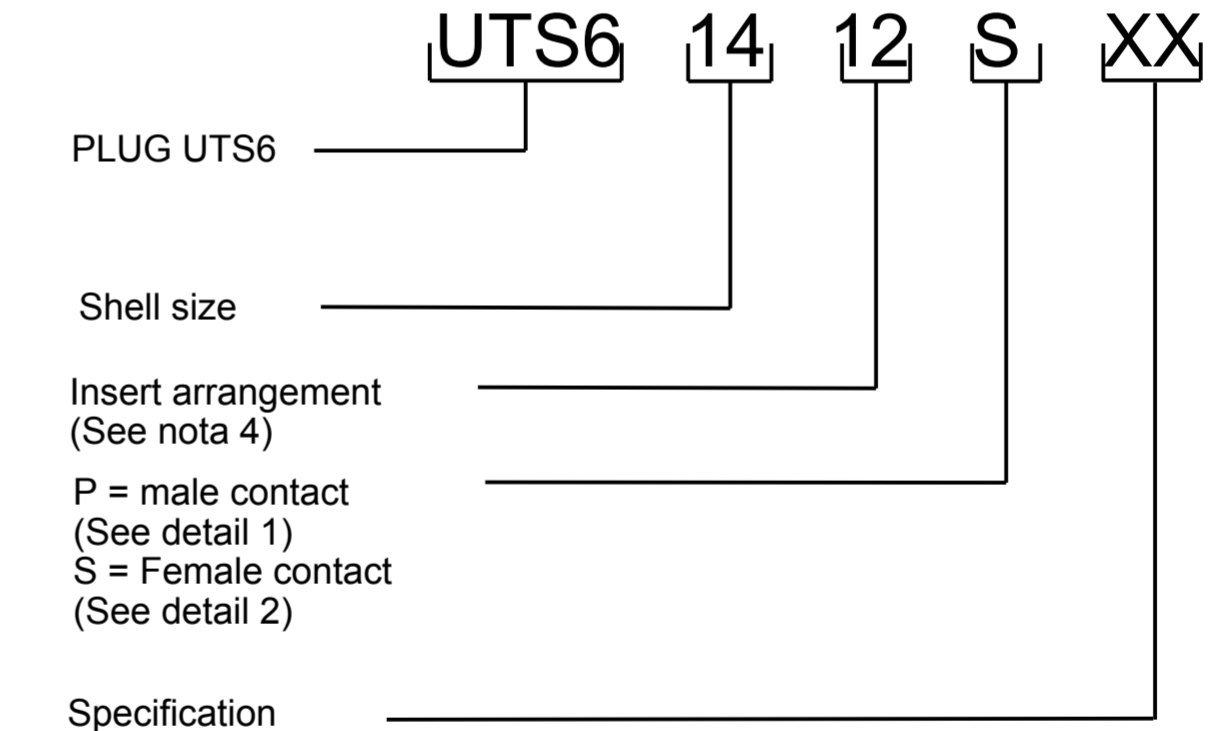 UTS6 14 12 S XX
PLUG UTS6
Shell size
Insert arrangement
(See nota 4)
P = male contact
(See detail 1)
S = Female contact
(See detail 2)
Specification